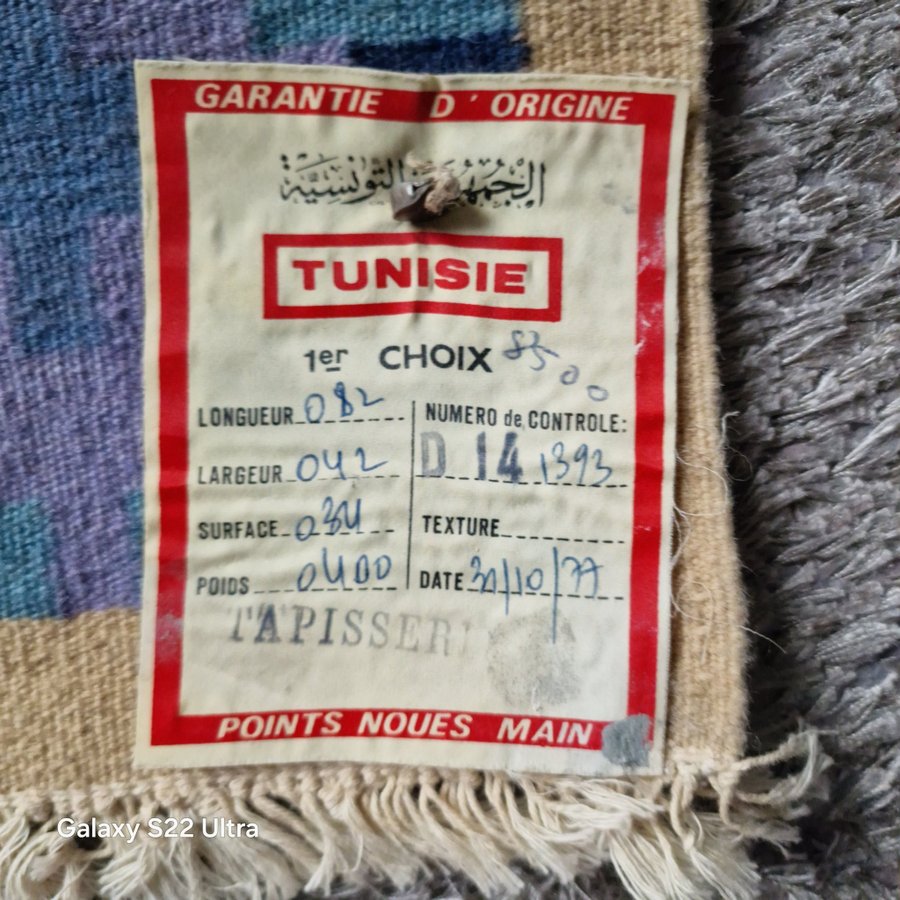 GARANTIE D'ORIGINE
الجمهورية التونسية
TUNISIE
1er CHOIX
LONGUEUR 082
LARGEUR 042
SURFACE 034
POIDS 0400
NUMERO de CONTROLE:
D 14 1393
TEXTURE
DATE 31/10/77
TAPISSERI
POINTS NOUES MAIN
Galaxy S22 Ultra